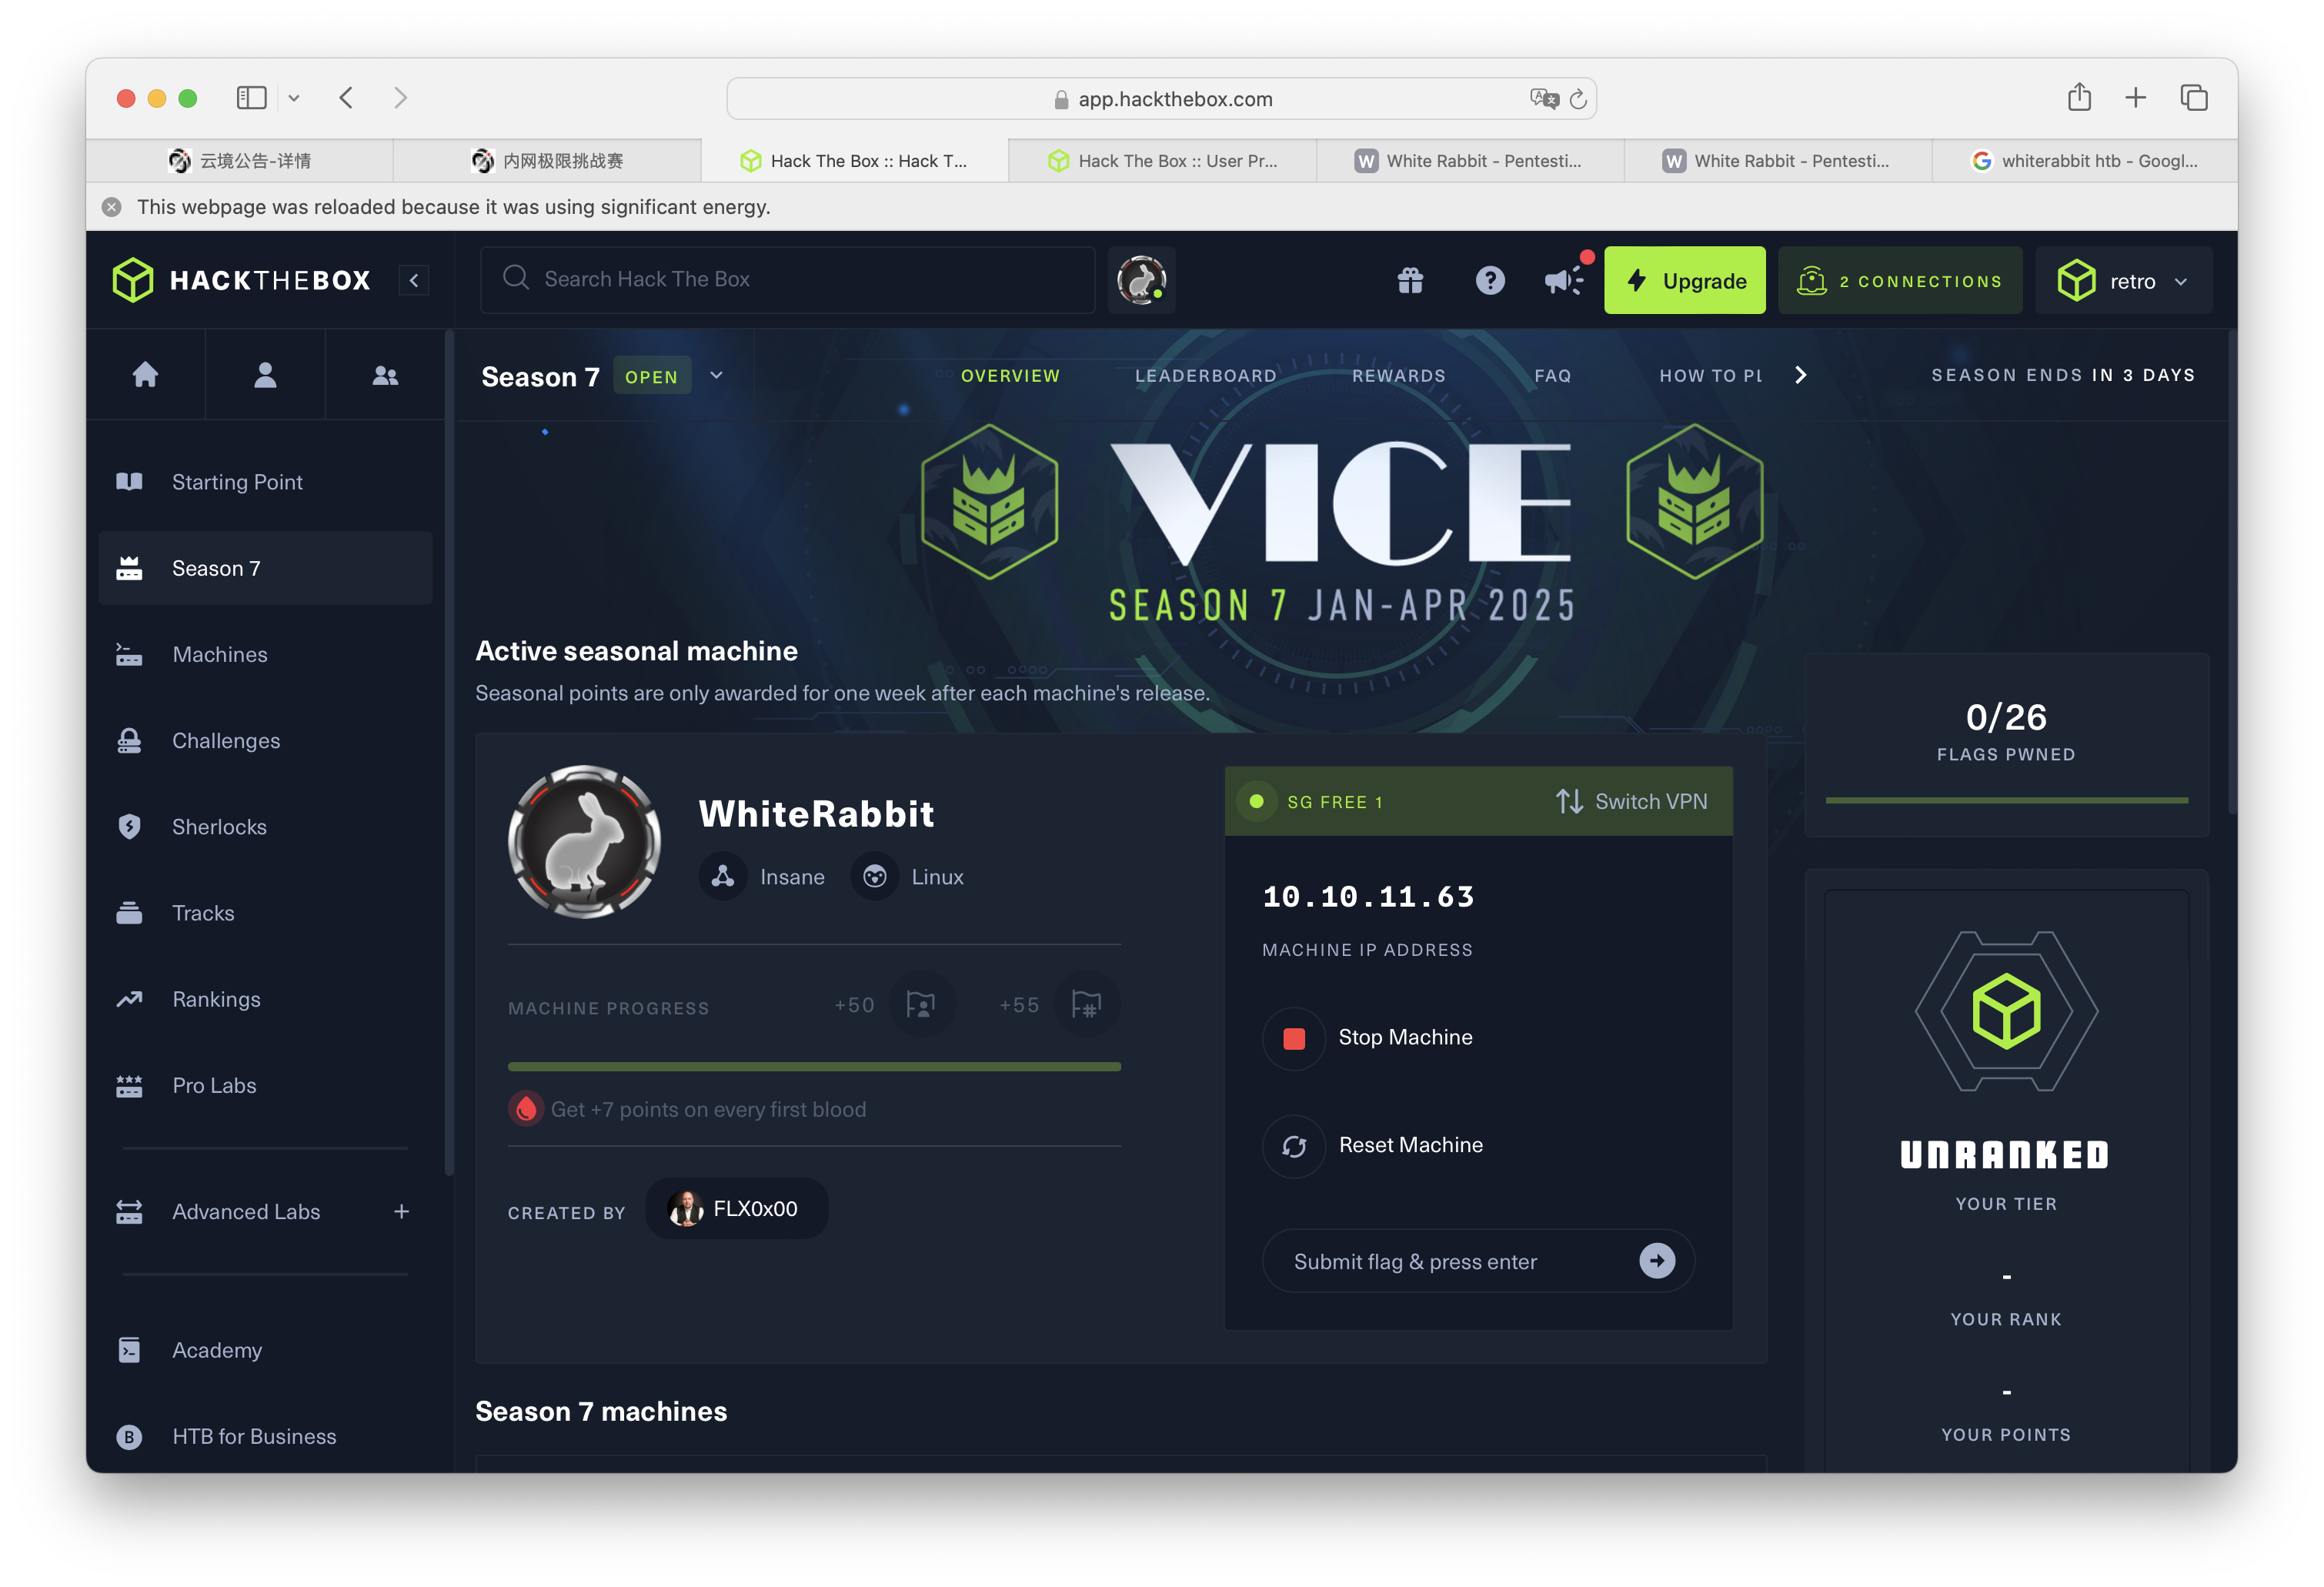 app.hackthebox.com
云境公告-详情
内网极限挑战赛
Hack The Box :: Hack T...
Hack The Box :: User Pr...
White Rabbit - Pentesti...
White Rabbit - Pentesti...
whiterabbit htb - Googl...
This webpage was reloaded because it was using significant energy.
HACKTHEBOX
Search Hack The Box
Upgrade
2 CONNECTIONS
retro
Season 7
OPEN
OVERVIEW
LEADERBOARD
REWARDS
FAQ
HOW TO PL
SEASON ENDS IN 3 DAYS
Starting Point
Season 7
Machines
Challenges
Sherlocks
Tracks
Rankings
Pro Labs
Advanced Labs
Academy
HTB for Business
VICE
SEASON 7 JAN-APR 2025
Active seasonal machine
Seasonal points are only awarded for one week after each machine's release.
WhiteRabbit
Insane
Linux
MACHINE PROGRESS
+50
+55
Get +7 points on every first blood
CREATED BY
FLX0x00
SG FREE 1
Switch VPN
10.10.11.63
MACHINE IP ADDRESS
Stop Machine
Reset Machine
Submit flag & press enter
0/26
FLAGS PWNED
UNRANKED
YOUR TIER
-
YOUR RANK
-
YOUR POINTS
Season 7 machines